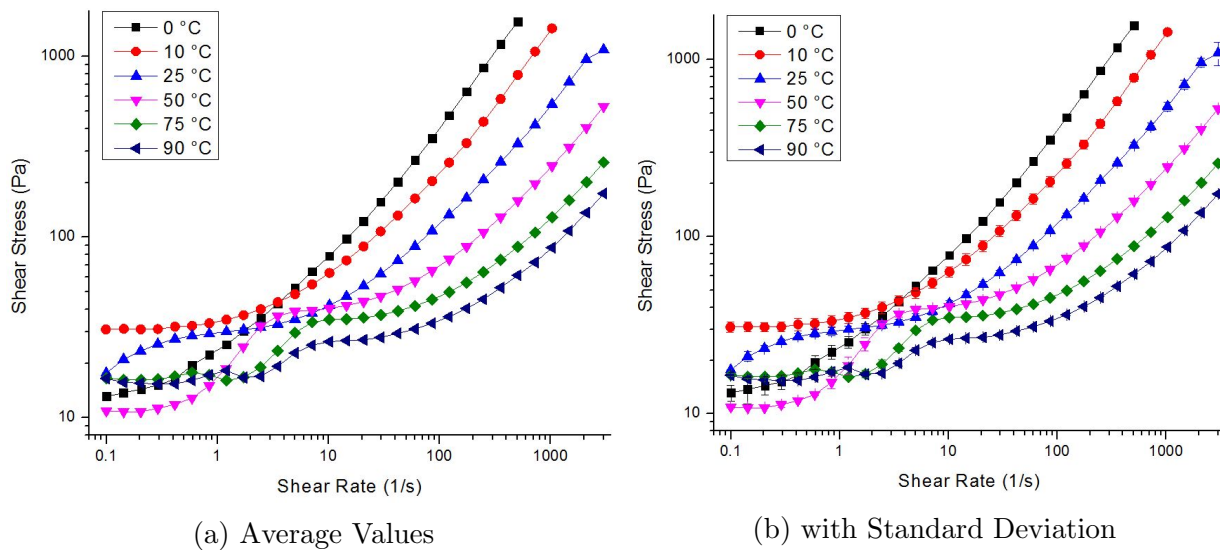 0 °C
10 °C
25 °C
50 °C
75 °C
90 °C
1000
100
10
Shear Stress (Pa)
0.1
1
10
100
1000
Shear Rate (1/s)
(a) Average Values
0 °C
10 °C
25 °C
50 °C
75 °C
90 °C
1000
100
10
Shear Stress (Pa)
0.1
1
10
100
1000
Shear Rate (1/s)
(b) with Standard Deviation